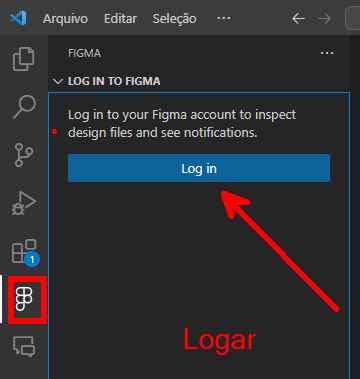 Arquivo Editar Seleção ···
FIGMA ···
LOG IN TO FIGMA
Log in to your Figma account to inspect
design files and see notifications.
Log in
1
Logar